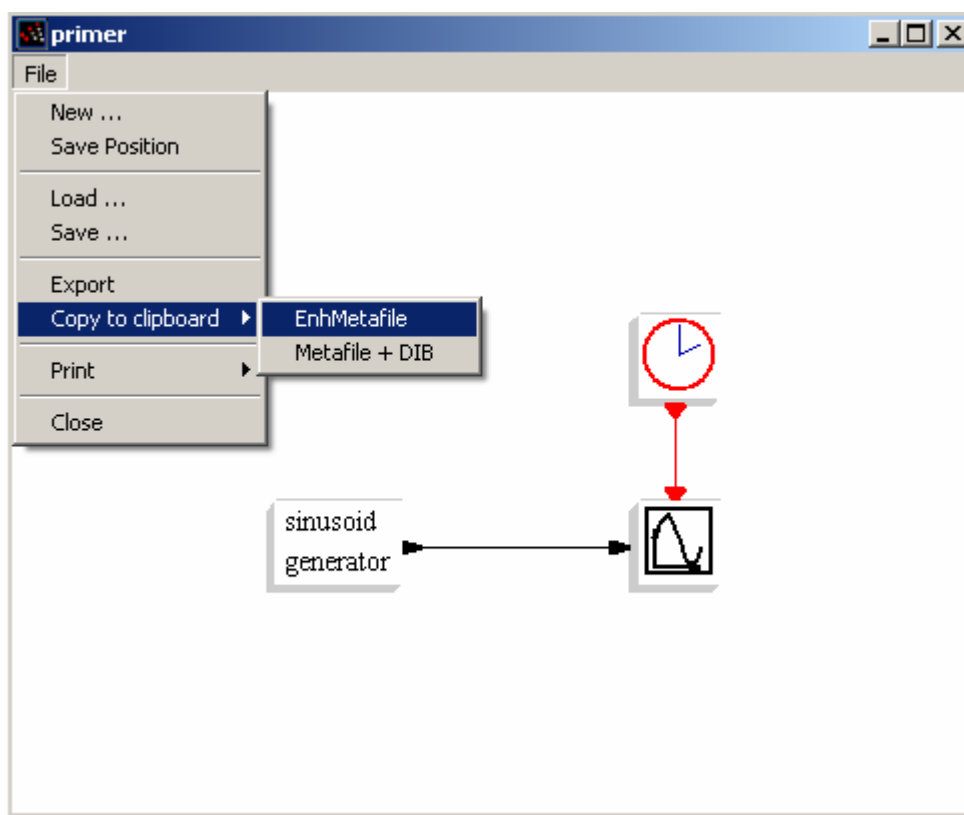 primer
File
New ...
Save Position
Load ...
Save ...
Export
Copy to clipboard
EnhMetafile
Metafile + DIB
Print
Close
sinusoid
generator